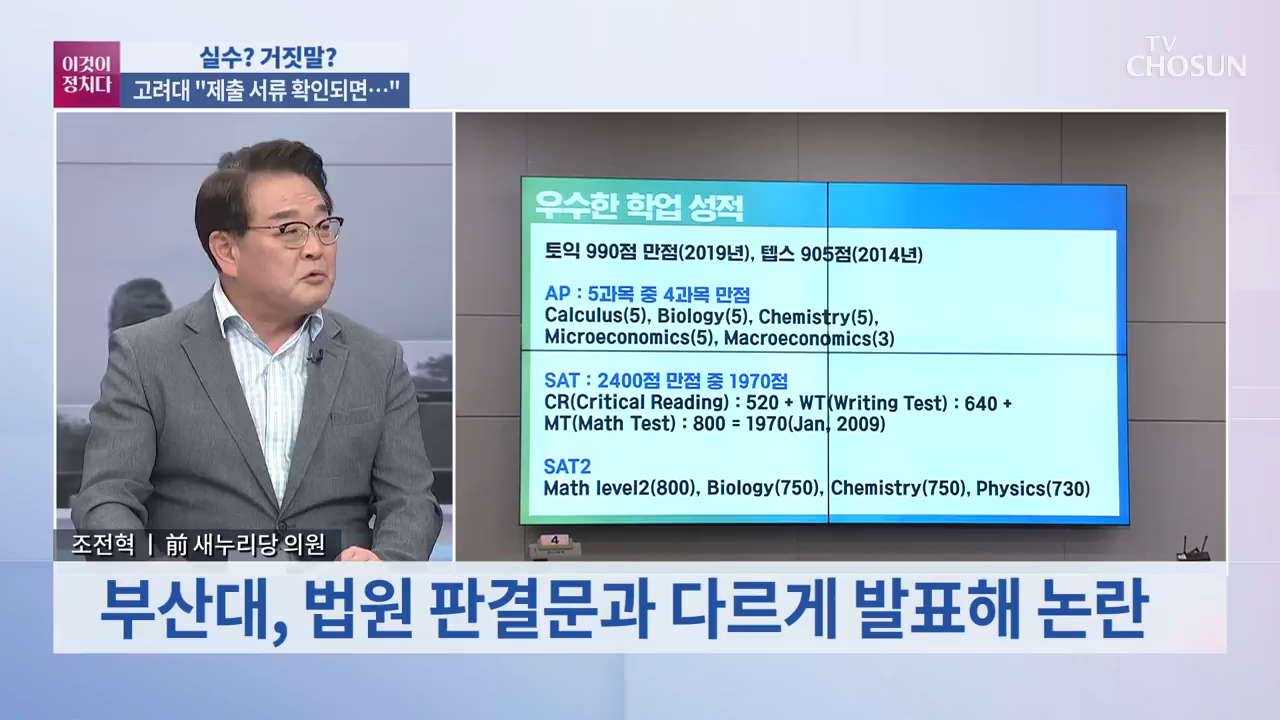 이것이
정치다
실수? 거짓말?
고려대 "제출 서류 확인되면…"
TV
CHOSUN
우수한 학업 성적
토익 990점 만점(2019년), 텝스 905점(2014년)
AP : 5과목 중 4과목 만점
Calculus(5), Biology(5), Chemistry(5),
Microeconomics(5), Macroeconomics(3)
SAT : 2400점 만점 중 1970점
CR(Critical Reading) : 520 + WT(Writing Test) : 640 +
MT(Math Test) : 800 = 1970(Jan, 2009)
SAT2
Math level2(800), Biology(750), Chemistry(750), Physics(730)
4
조전혁 | 前 새누리당 의원
부산대, 법원 판결문과 다르게 발표해 논란